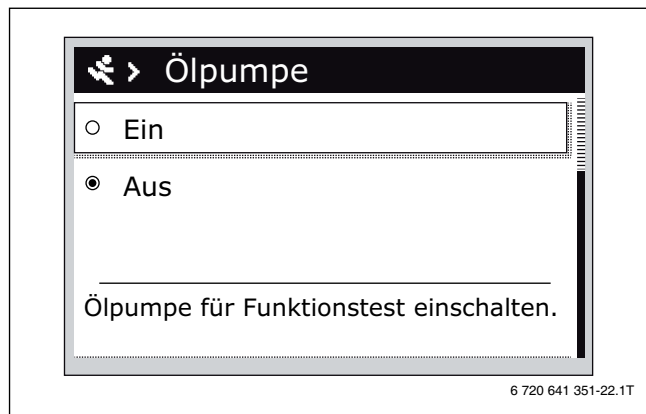 > Ölpumpe
Ein
Aus
Ölpumpe für Funktionstest einschalten.
6 720 641 351-22.1T